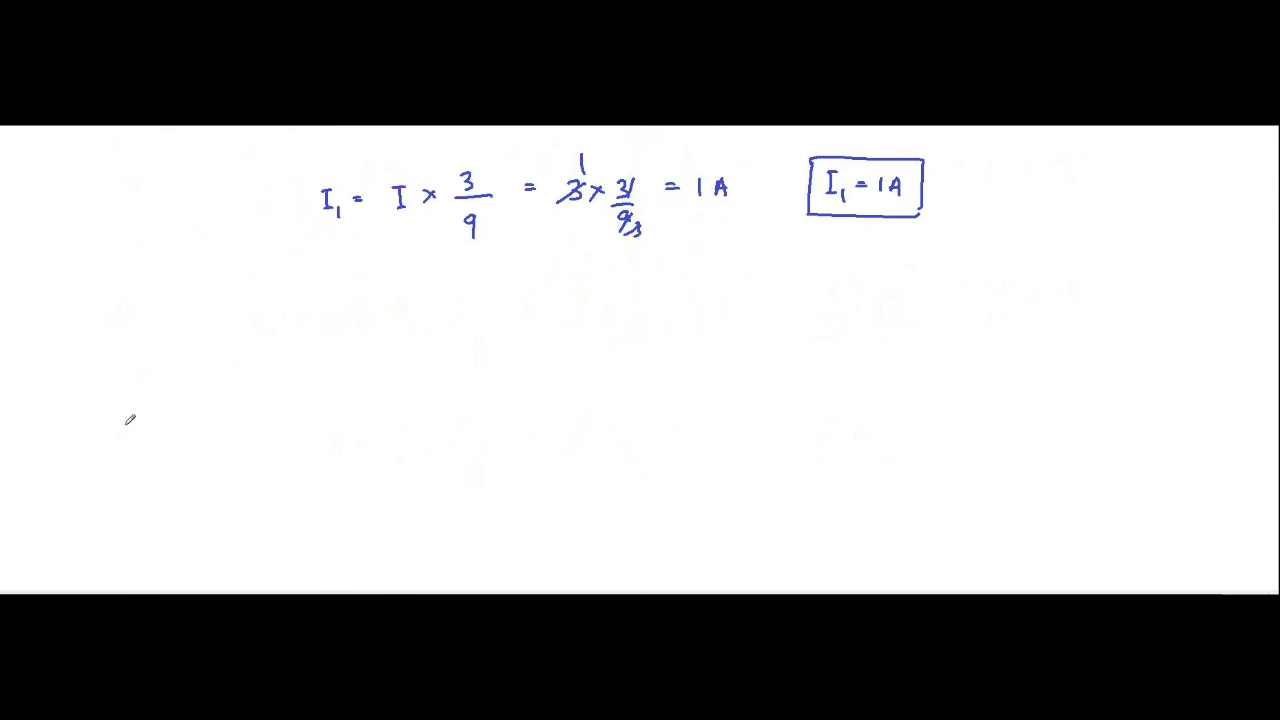 I₁ = I × 3/9 = 3 × 3/9 = 1 A I₁ = 1A